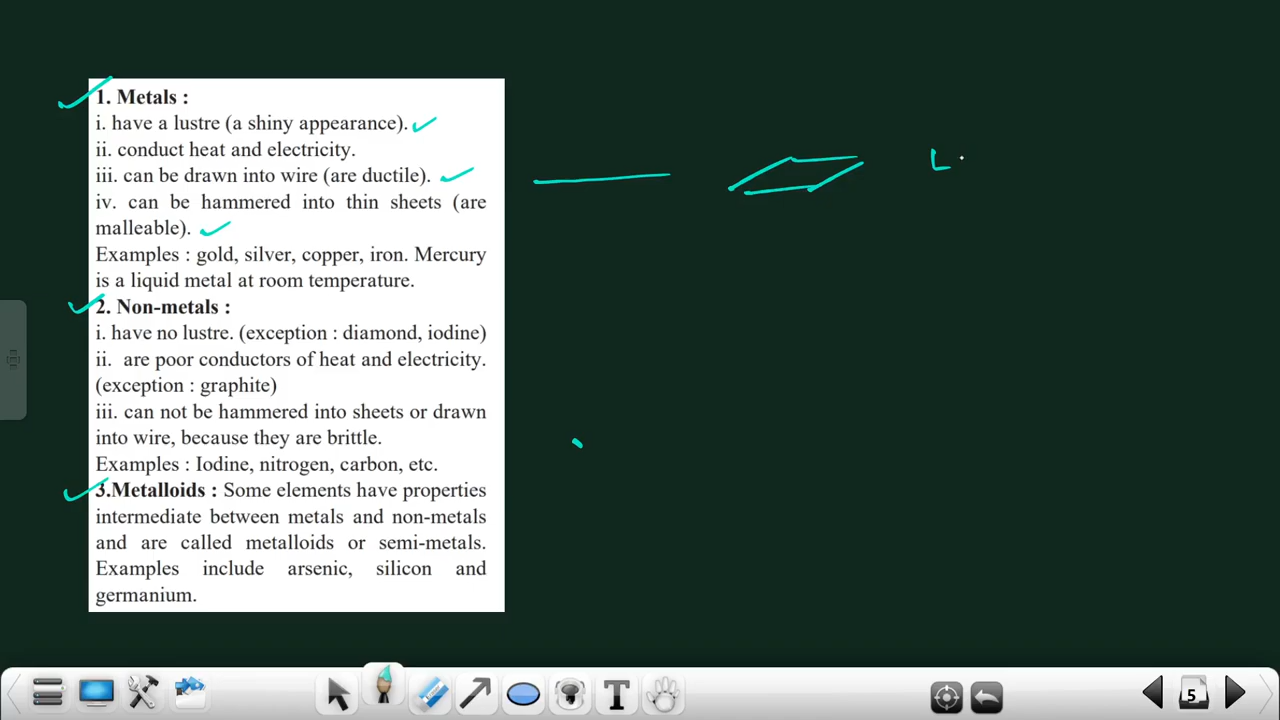 1. Metals :
i. have a lustre (a shiny appearance).
ii. conduct heat and electricity.
iii. can be drawn into wire (are ductile).
iv. can be hammered into thin sheets (are
malleable).
Examples : gold, silver, copper, iron. Mercury
is a liquid metal at room temperature.
2. Non-metals :
i. have no lustre. (exception : diamond, iodine)
ii. are poor conductors of heat and electricity.
(exception : graphite)
iii. can not be hammered into sheets or drawn
into wire, because they are brittle.
Examples : Iodine, nitrogen, carbon, etc.
3.Metalloids : Some elements have properties
intermediate between metals and non-metals
and are called metalloids or semi-metals.
Examples include arsenic, silicon and
germanium.
L
T
5